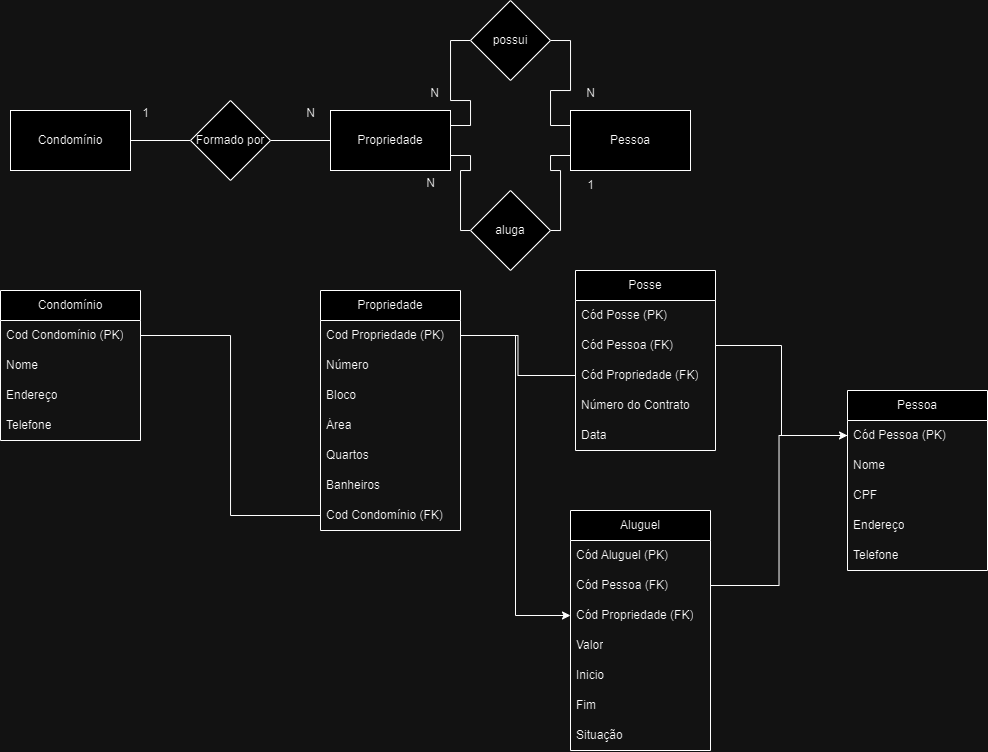 possui
N
N
1
N
Condomínio
Formado por
Propriedade
Pessoa
N
1
aluga
Condomínio
Cod Condomínio (PK)
Nome
Endereço
Telefone
Propriedade
Cod Propriedade (PK)
Número
Bloco
Área
Quartos
Banheiros
Cod Condomínio (FK)
Posse
Cód Posse (PK)
Cód Pessoa (FK)
Cód Propriedade (FK)
Número do Contrato
Data
Pessoa
Cód Pessoa (PK)
Nome
CPF
Endereço
Telefone
Aluguel
Cód Aluguel (PK)
Cód Pessoa (FK)
Cód Propriedade (FK)
Valor
Inicio
Fim
Situação